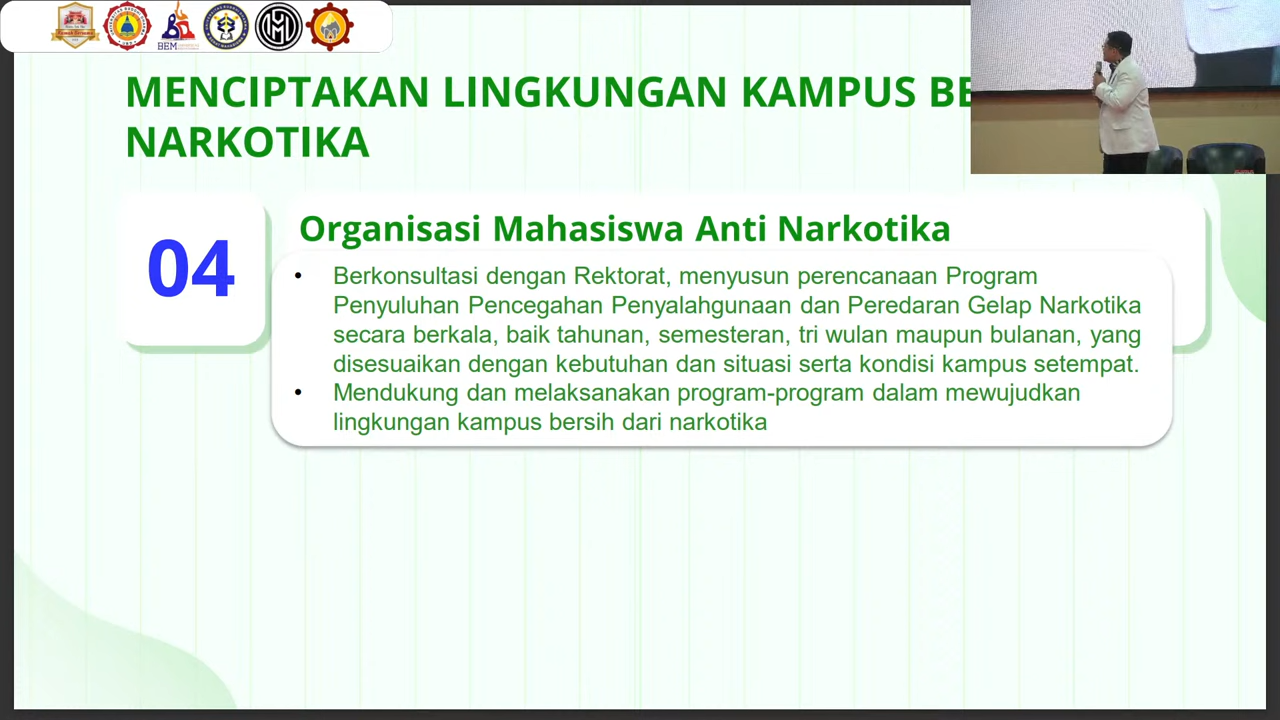 MENCIPTAKAN LINGKUNGAN KAMPUS BE
NARKOTIKA
04
Organisasi Mahasiswa Anti Narkotika
• Berkonsultasi dengan Rektorat, menyusun perencanaan Program
Penyuluhan Pencegahan Penyalahgunaan dan Peredaran Gelap Narkotika
secara berkala, baik tahunan, semesteran, tri wulan maupun bulanan, yang
disesuaikan dengan kebutuhan dan situasi serta kondisi kampus setempat.
• Mendukung dan melaksanakan program-program dalam mewujudkan
lingkungan kampus bersih dari narkotika
BEM